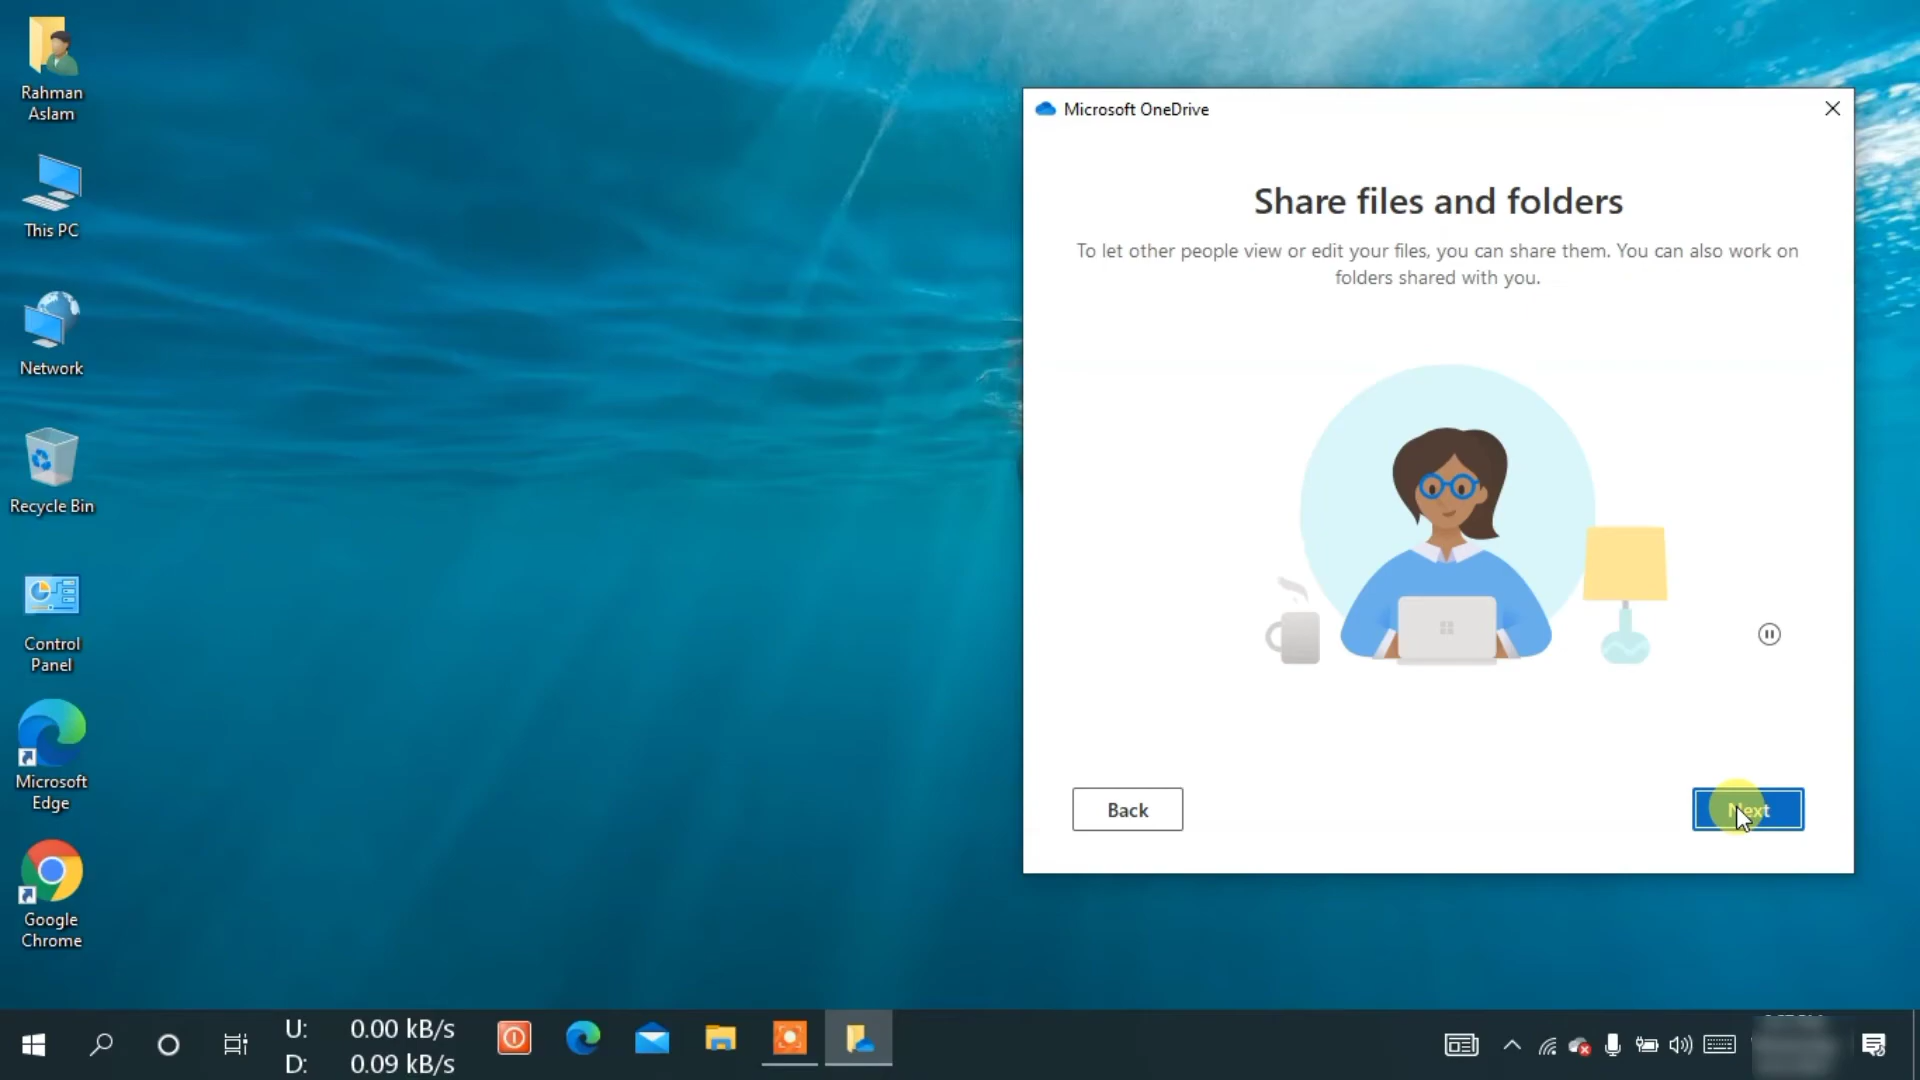 Rahman
Aslam
This PC
Network
Recycle Bin
Control
Panel
Microsoft
Edge
Google
Chrome
Microsoft OneDrive
Share files and folders
To let other people view or edit your files, you can share them. You can also work on
folders shared with you.
Back
Next
U: 0.00 kB/s
D: 0.09 kB/s